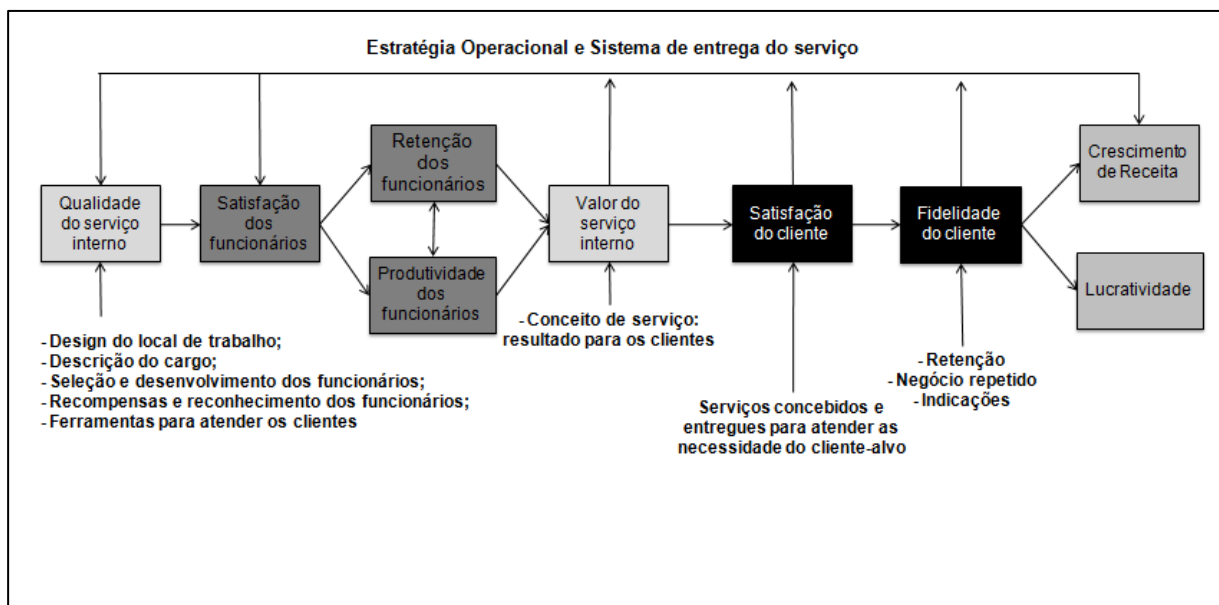 Estratégia Operacional e Sistema de entrega do serviço
Qualidade
do serviço
interno
Satisfação
dos
funcionários
Retenção
dos
funcionários
Produtividade
dos
funcionários
Valor do
serviço
interno
Satisfação
do cliente
Fidelidade
do cliente
Crescimento
de Receita
Lucratividade
- Design do local de trabalho;
- Descrição do cargo;
- Seleção e desenvolvimento dos funcionários;
- Recompensas e reconhecimento dos funcionários;
- Ferramentas para atender os clientes
- Conceito de serviço:
resultado para os clientes
Serviços concebidos e
entregues para atender as
necessidade do cliente-alvo
- Retenção
- Negócio repetido
- Indicações